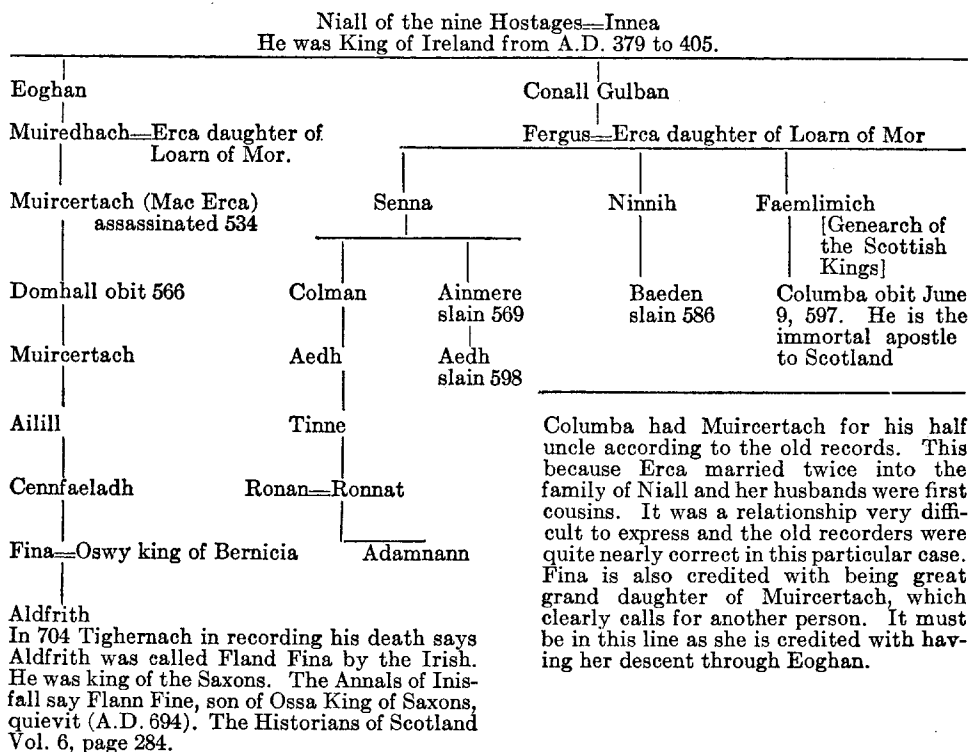 Niall of the nine Hostages=Innea
He was King of Ireland from A.D. 379 to 405.
Eoghan
Conall Gulban
Muiredhach=Erca daughter of
Loarn of Mor.
Fergus=Erca daughter of Loarn of Mor
Muircertach (Mac Erca)
assassinated 534
Senna
Ninnih
Faemlimich
[Genearch of
the Scottish
Kings]
Domhall obit 566
Colman
Ainmere
slain 569
Baeden
slain 586
Columba obit June
9, 597. He is the
immortal apostle
to Scotland
Muircertach
Aedh
Aedh
slain 598
Ailill
Tinne
Cennfaeladh
Ronan=Ronnat
Fina=Oswy king of Bernicia
Adamnann
Aldfrith
In 704 Tighernach in recording his death says
Aldfrith was called Fland Fina by the Irish.
He was king of the Saxons. The Annals of Inis-
fall say Flann Fine, son of Ossa King of Saxons,
quievit (A.D. 694). The Historians of Scotland
Vol. 6, page 284.
Columba had Muircertach for his half
uncle according to the old records. This
because Erca married twice into the
family of Niall and her husbands were first
cousins. It was a relationship very diffi-
cult to express and the old recorders were
quite nearly correct in this particular case.
Fina is also credited with being great
grand daughter of Muircertach, which
clearly calls for another person. It must
be in this line as she is credited with hav-
ing her descent through Eoghan.